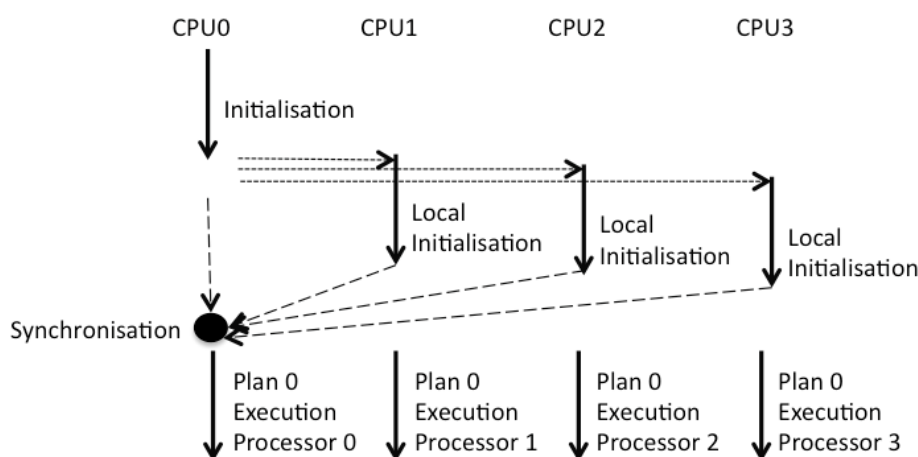 CPU0 CPU1 CPU2 CPU3
Initialisation
Local
Initialisation
Local
Initialisation
Local
Initialisation
Synchronisation
Plan 0
Execution
Processor 0
Plan 0
Execution
Processor 1
Plan 0
Execution
Processor 2
Plan 0
Execution
Processor 3